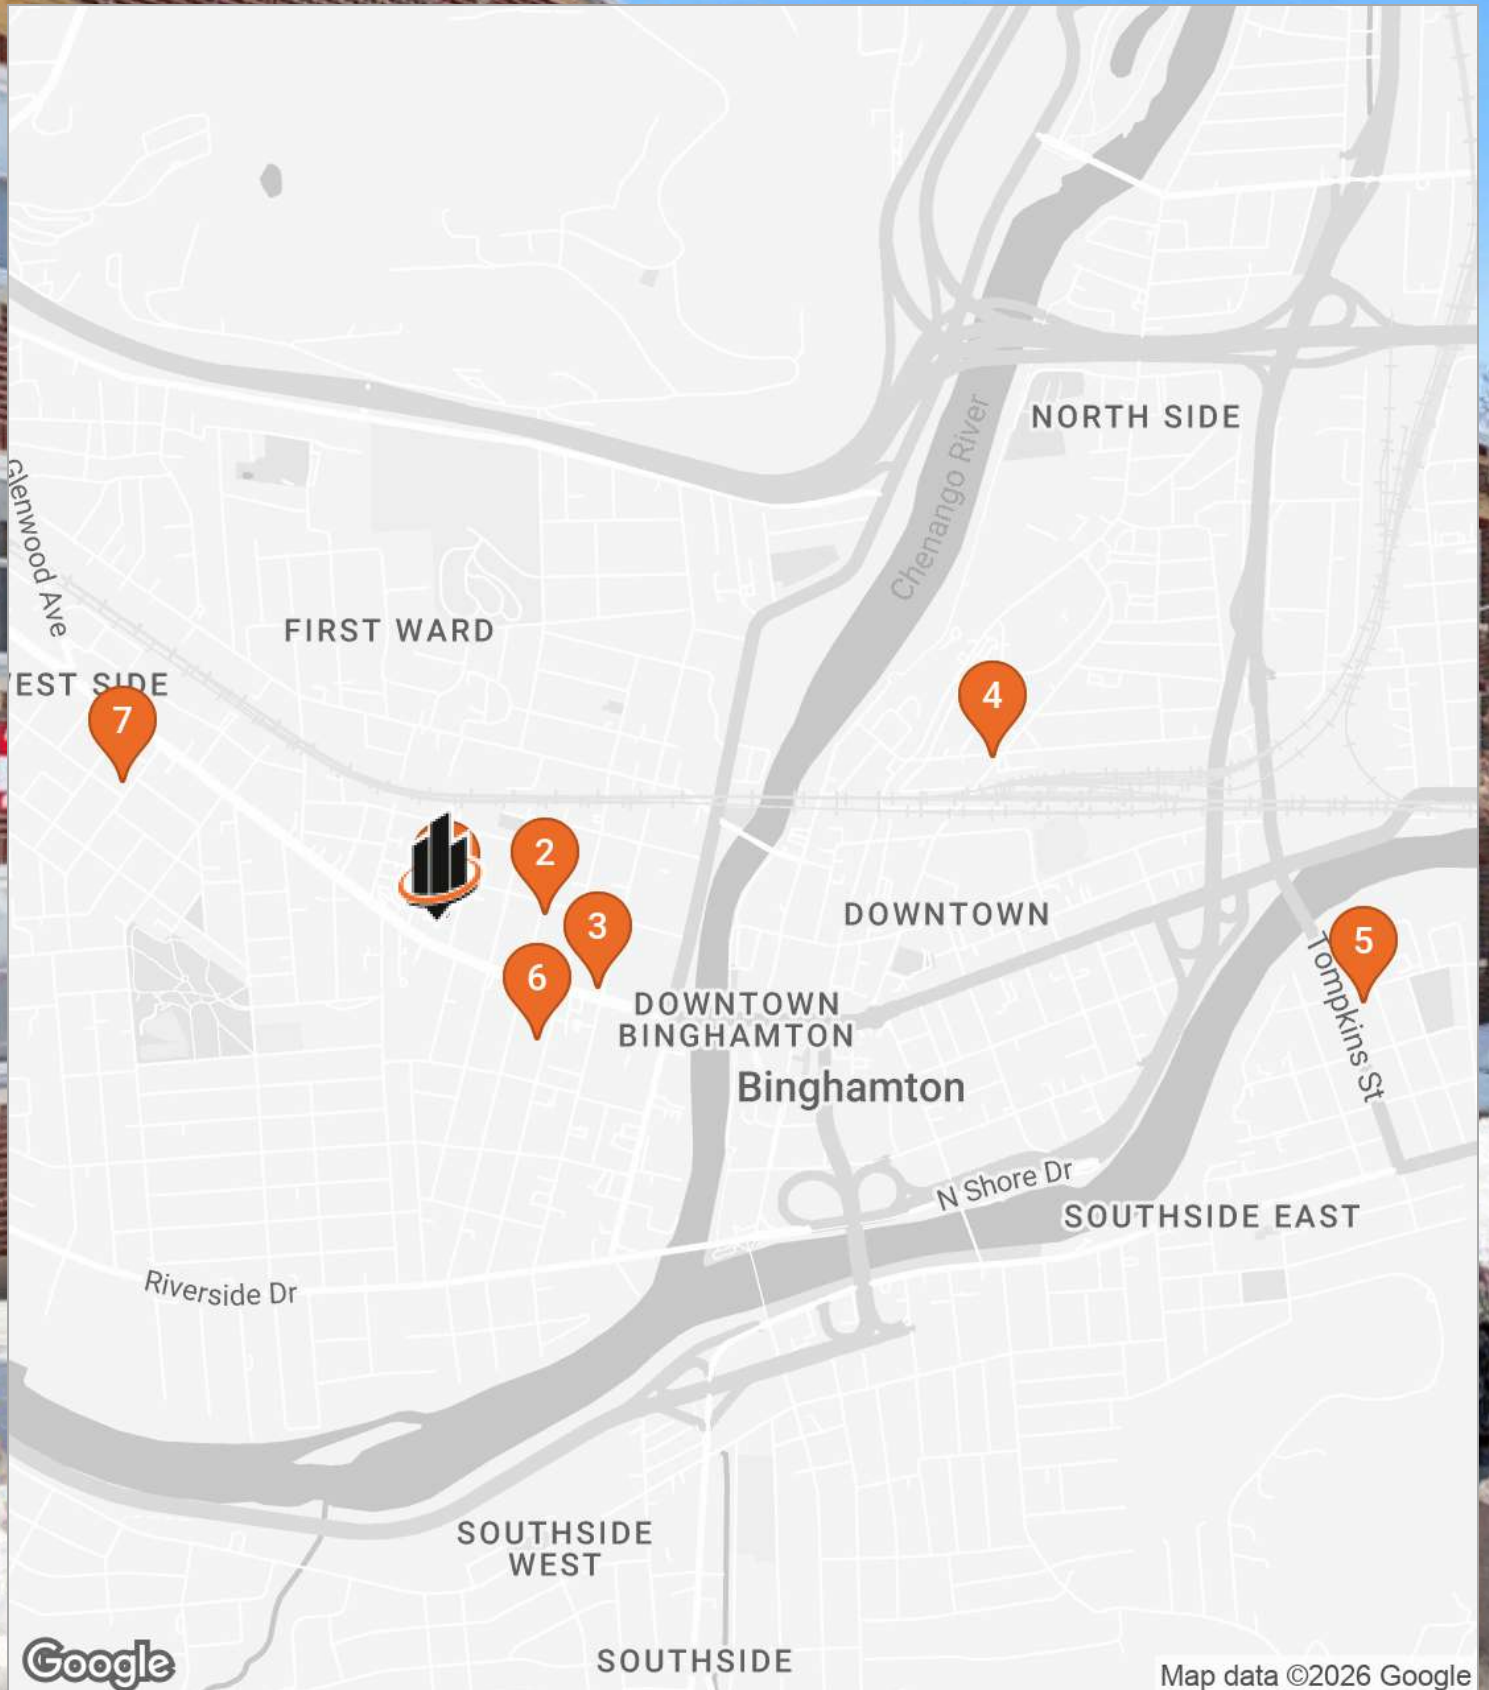 NORTH SIDE
Chenango River
Glenwood Ave
FIRST WARD
EST SIDE
7
4
2
3
6
5
DOWNTOWN
Tompkins St
DOWNTOWN
BINGHAMTON
Binghamton
N Shore Dr
SOUTHSIDE EAST
Riverside Dr
SOUTHSIDE
WEST
SOUTHSIDE
Google
Map data ©2026 Google